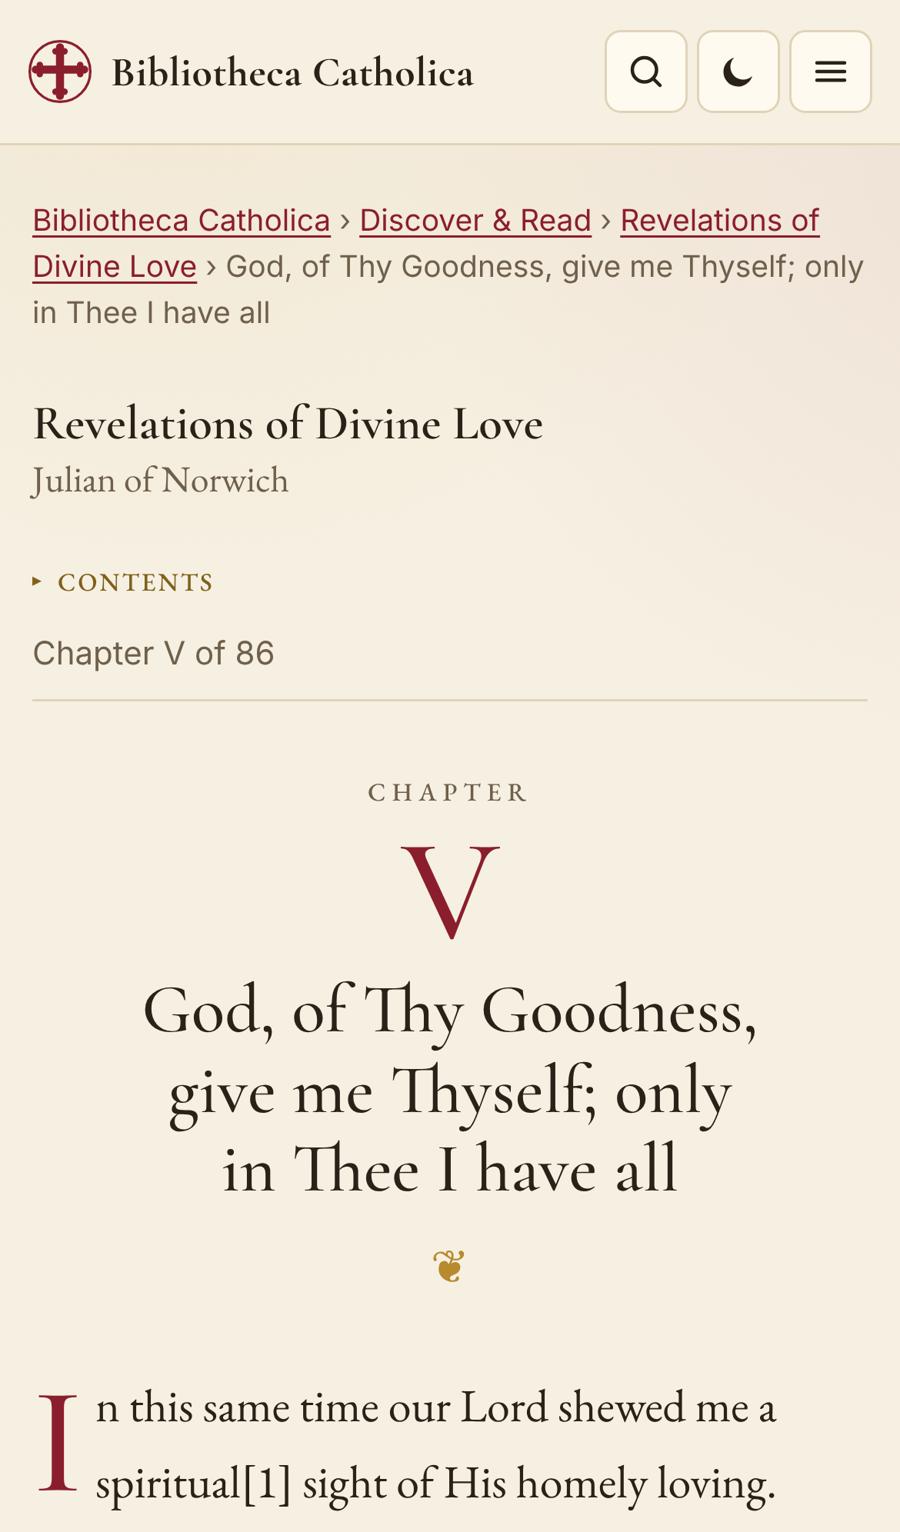 Bibliotheca Catholica
Bibliotheca Catholica › Discover & Read › Revelations of
Divine Love › God, of Thy Goodness, give me Thyself; only
in Thee I have all
Revelations of Divine Love
Julian of Norwich
▸ CONTENTS
Chapter V of 86
CHAPTER
V
God, of Thy Goodness,
give me Thyself; only
in Thee I have all
❦
In this same time our Lord shewed me a
spiritual[1] sight of His homely loving.